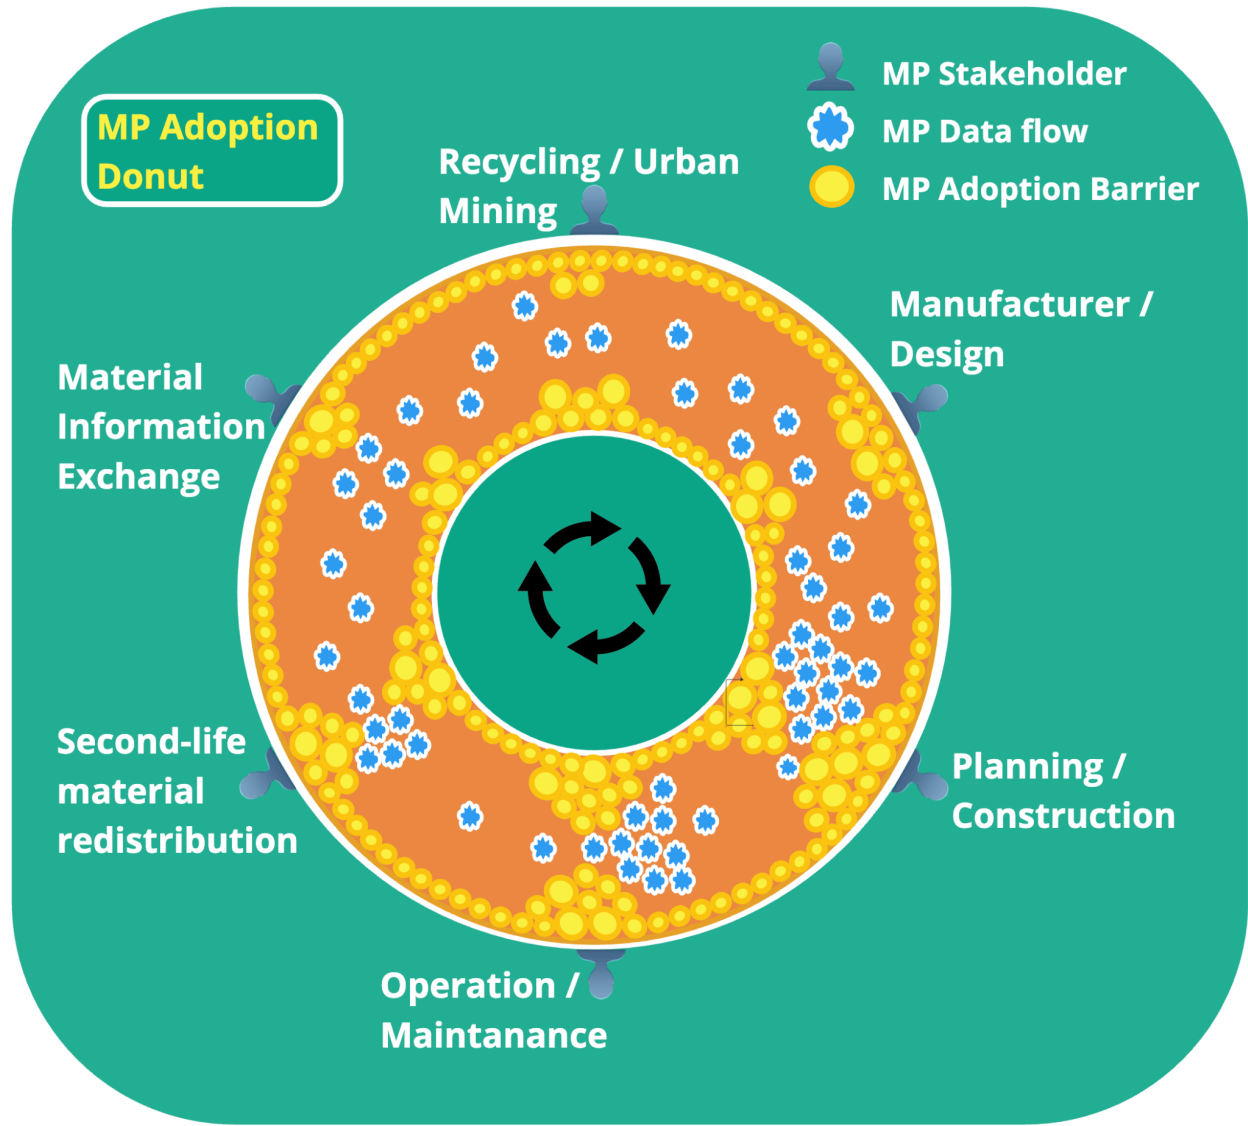 MP Adoption
Donut
MP Stakeholder
MP Data flow
MP Adoption Barrier
Recycling / Urban
Mining
Manufacturer /
Design
Material
Information
Exchange
Second-life
material
redistribution
Planning /
Construction
Operation /
Maintanance